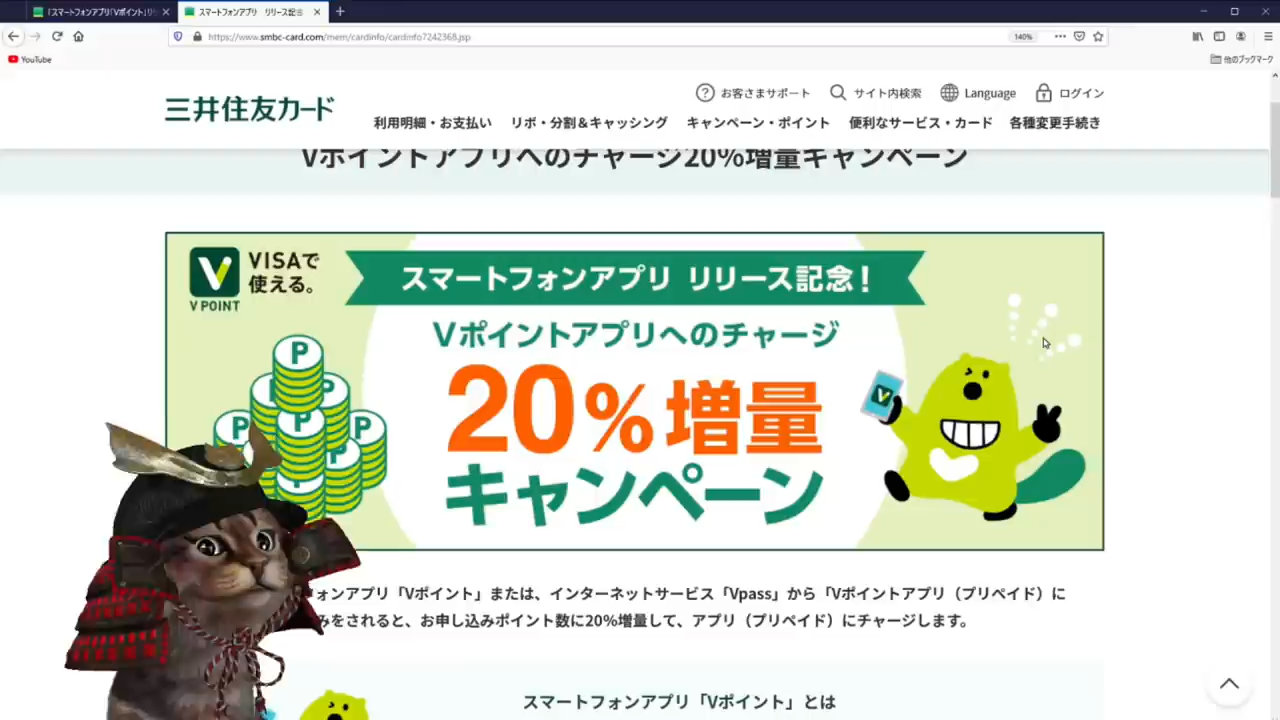 「スマートフォンアプリ「Vポイント」リリ
スマートフォンアプリ リリース記念
https://www.smbc-card.com/mem/cardinfo/cardinfo7242368.jsp
140%
YouTube
他のブックマーク
三井住友カード
お客さまサポート
サイト内検索
Language
ログイン
利用明細・お支払い
リボ・分割&キャッシング
キャンペーン・ポイント
便利なサービス・カード
各種変更手続き
Vポイントアプリへのチャージ20%増量キャンペーン
V POINT
VISAで
使える。
スマートフォンアプリ リリース記念!
Vポイントアプリへのチャージ
20%増量
キャンペーン
ォンアプリ「Vポイント」または、インターネットサービス「Vpass」から「Vポイントアプリ(プリペイド)に
みをされると、お申し込みポイント数に20%増量して、アプリ(プリペイド)にチャージします。
スマートフォンアプリ「Vポイント」とは